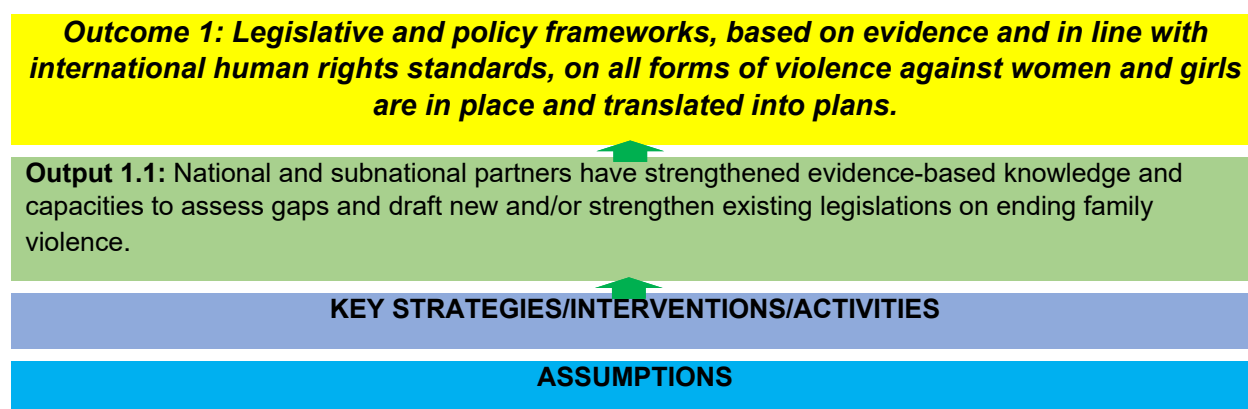 Outcome 1: Legislative and policy frameworks, based on evidence and in line with
international human rights standards, on all forms of violence against women and girls
are in place and translated into plans.
Output 1.1: National and subnational partners have strengthened evidence-based knowledge and
capacities to assess gaps and draft new and/or strengthen existing legislations on ending family
violence.
KEY STRATEGIES/INTERVENTIONS/ACTIVITIES
ASSUMPTIONS